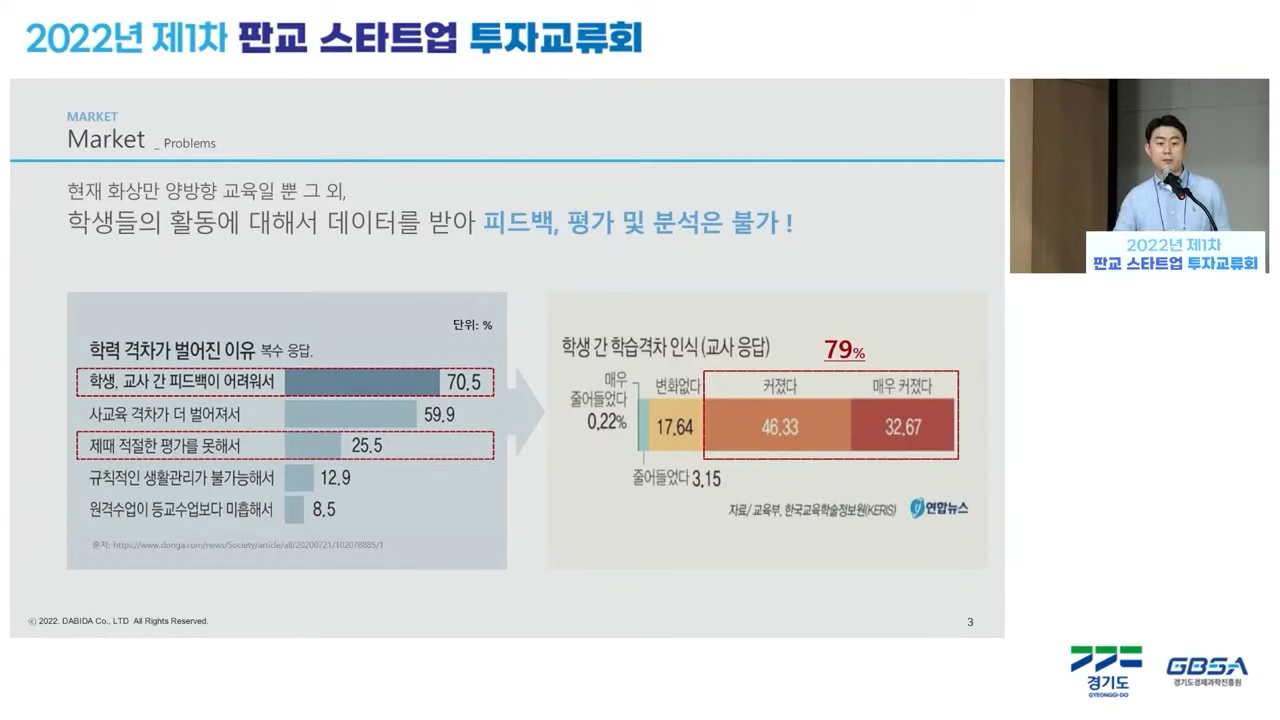 2022년 제1차 판교 스타트업 투자교류회
MARKET
Market _ Problems
현재 화상만 양방향 교육일 뿐 그 외,
학생들의 활동에 대해서 데이터를 받아 피드백, 평가 및 분석은 불가 !
단위: %
학력 격차가 벌어진 이유 복수 응답.
학생, 교사 간 피드백이 어려워서 70.5
사교육 격차가 더 벌어져서 59.9
제때 적절한 평가를 못해서 25.5
규칙적인 생활관리가 불가능해서 12.9
원격수업이 등교수업보다 미흡해서 8.5
출처: https://www.donga.com/news/Society/article/all/20200721/102078885/1
학생 간 학습격차 인식 (교사 응답)
79%
매우
줄어들었다
0.22%
변화없다
커졌다
매우 커졌다
17.64
46.33
32.67
줄어들었다 3.15
자료/ 교육부, 한국교육학술정보원(KERIS)
연합뉴스
ⓒ 2022. DABIDA Co., LTD All Rights Reserved.
3
2022년 제1차
판교 스타트업 투자교류회
경기도
GYEONGGI-DO
GBSA
경기도경제과학진흥원